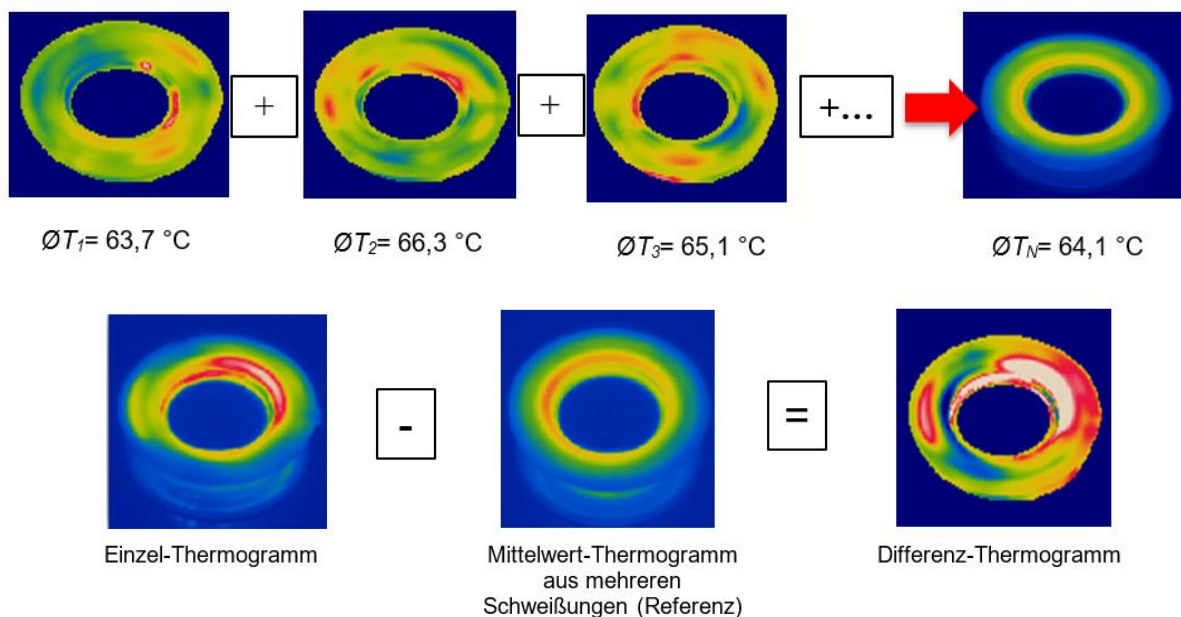 + + +...
ØT₁= 63,7 °C ØT₂= 66,3 °C ØT₃= 65,1 °C ØT_N= 64,1 °C
- =
Einzel-Thermogramm
Mittelwert-Thermogramm
aus mehreren
Schweißungen (Referenz)
Differenz-Thermogramm